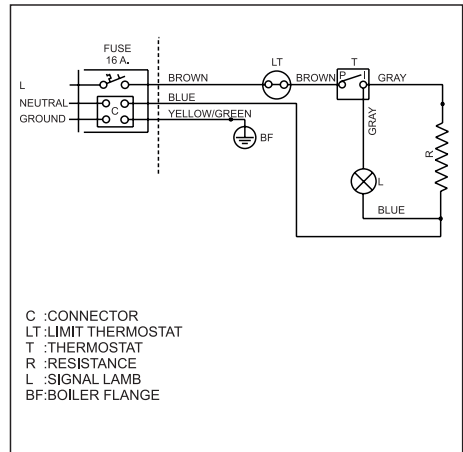 FUSE
16 A.
LT
T
L
BROWN
BROWN
P
I
GRAY
NEUTRAL
C
BLUE
GROUND
YELLOW/GREEN
BF
GRAY
R
L
BLUE
C :CONNECTOR
LT:LIMIT THERMOSTAT
T :THERMOSTAT
R :RESISTANCE
L :SIGNAL LAMB
BF:BOILER FLANGE